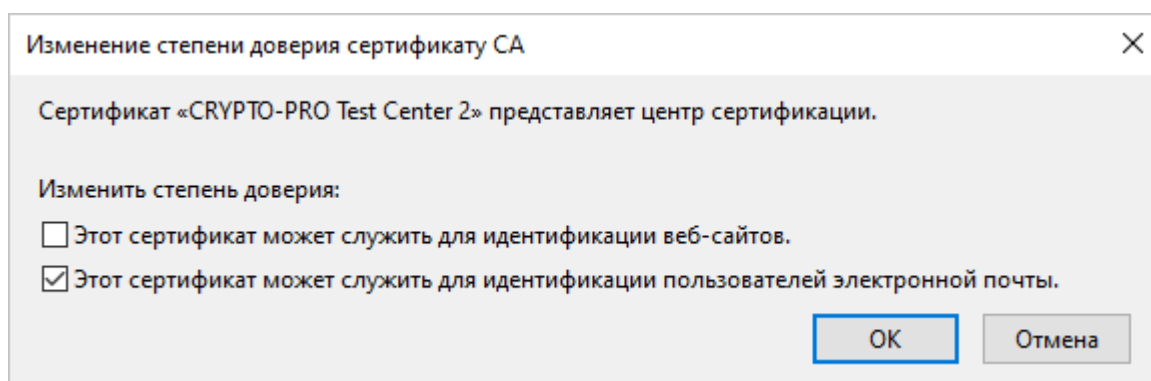 Изменение степени доверия сертификату CA
Сертификат «CRYPTO-PRO Test Center 2» представляет центр сертификации.
Изменить степень доверия:
Этот сертификат может служить для идентификации веб-сайтов.
Этот сертификат может служить для идентификации пользователей электронной почты.
ОК
Отмена